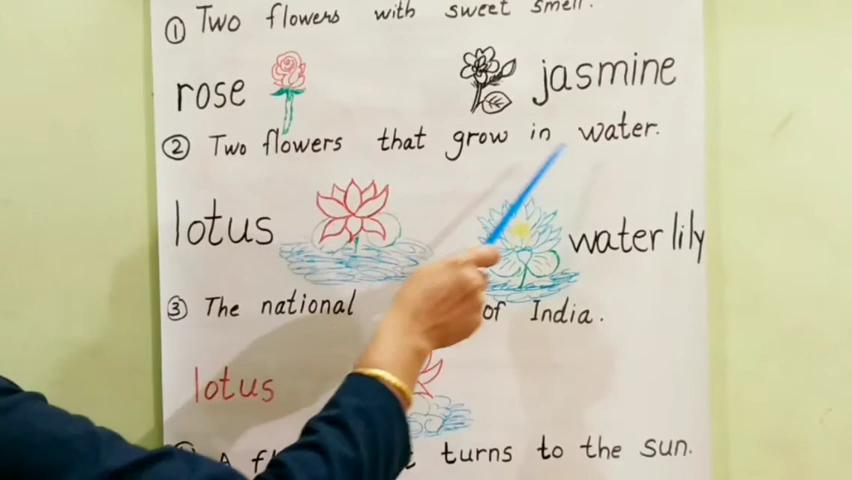 ① Two flowers with sweet smell.
rose jasmine
② Two flowers that grow in water.
lotus water lily
③ The national of India.
lotus
A turns to the sun.